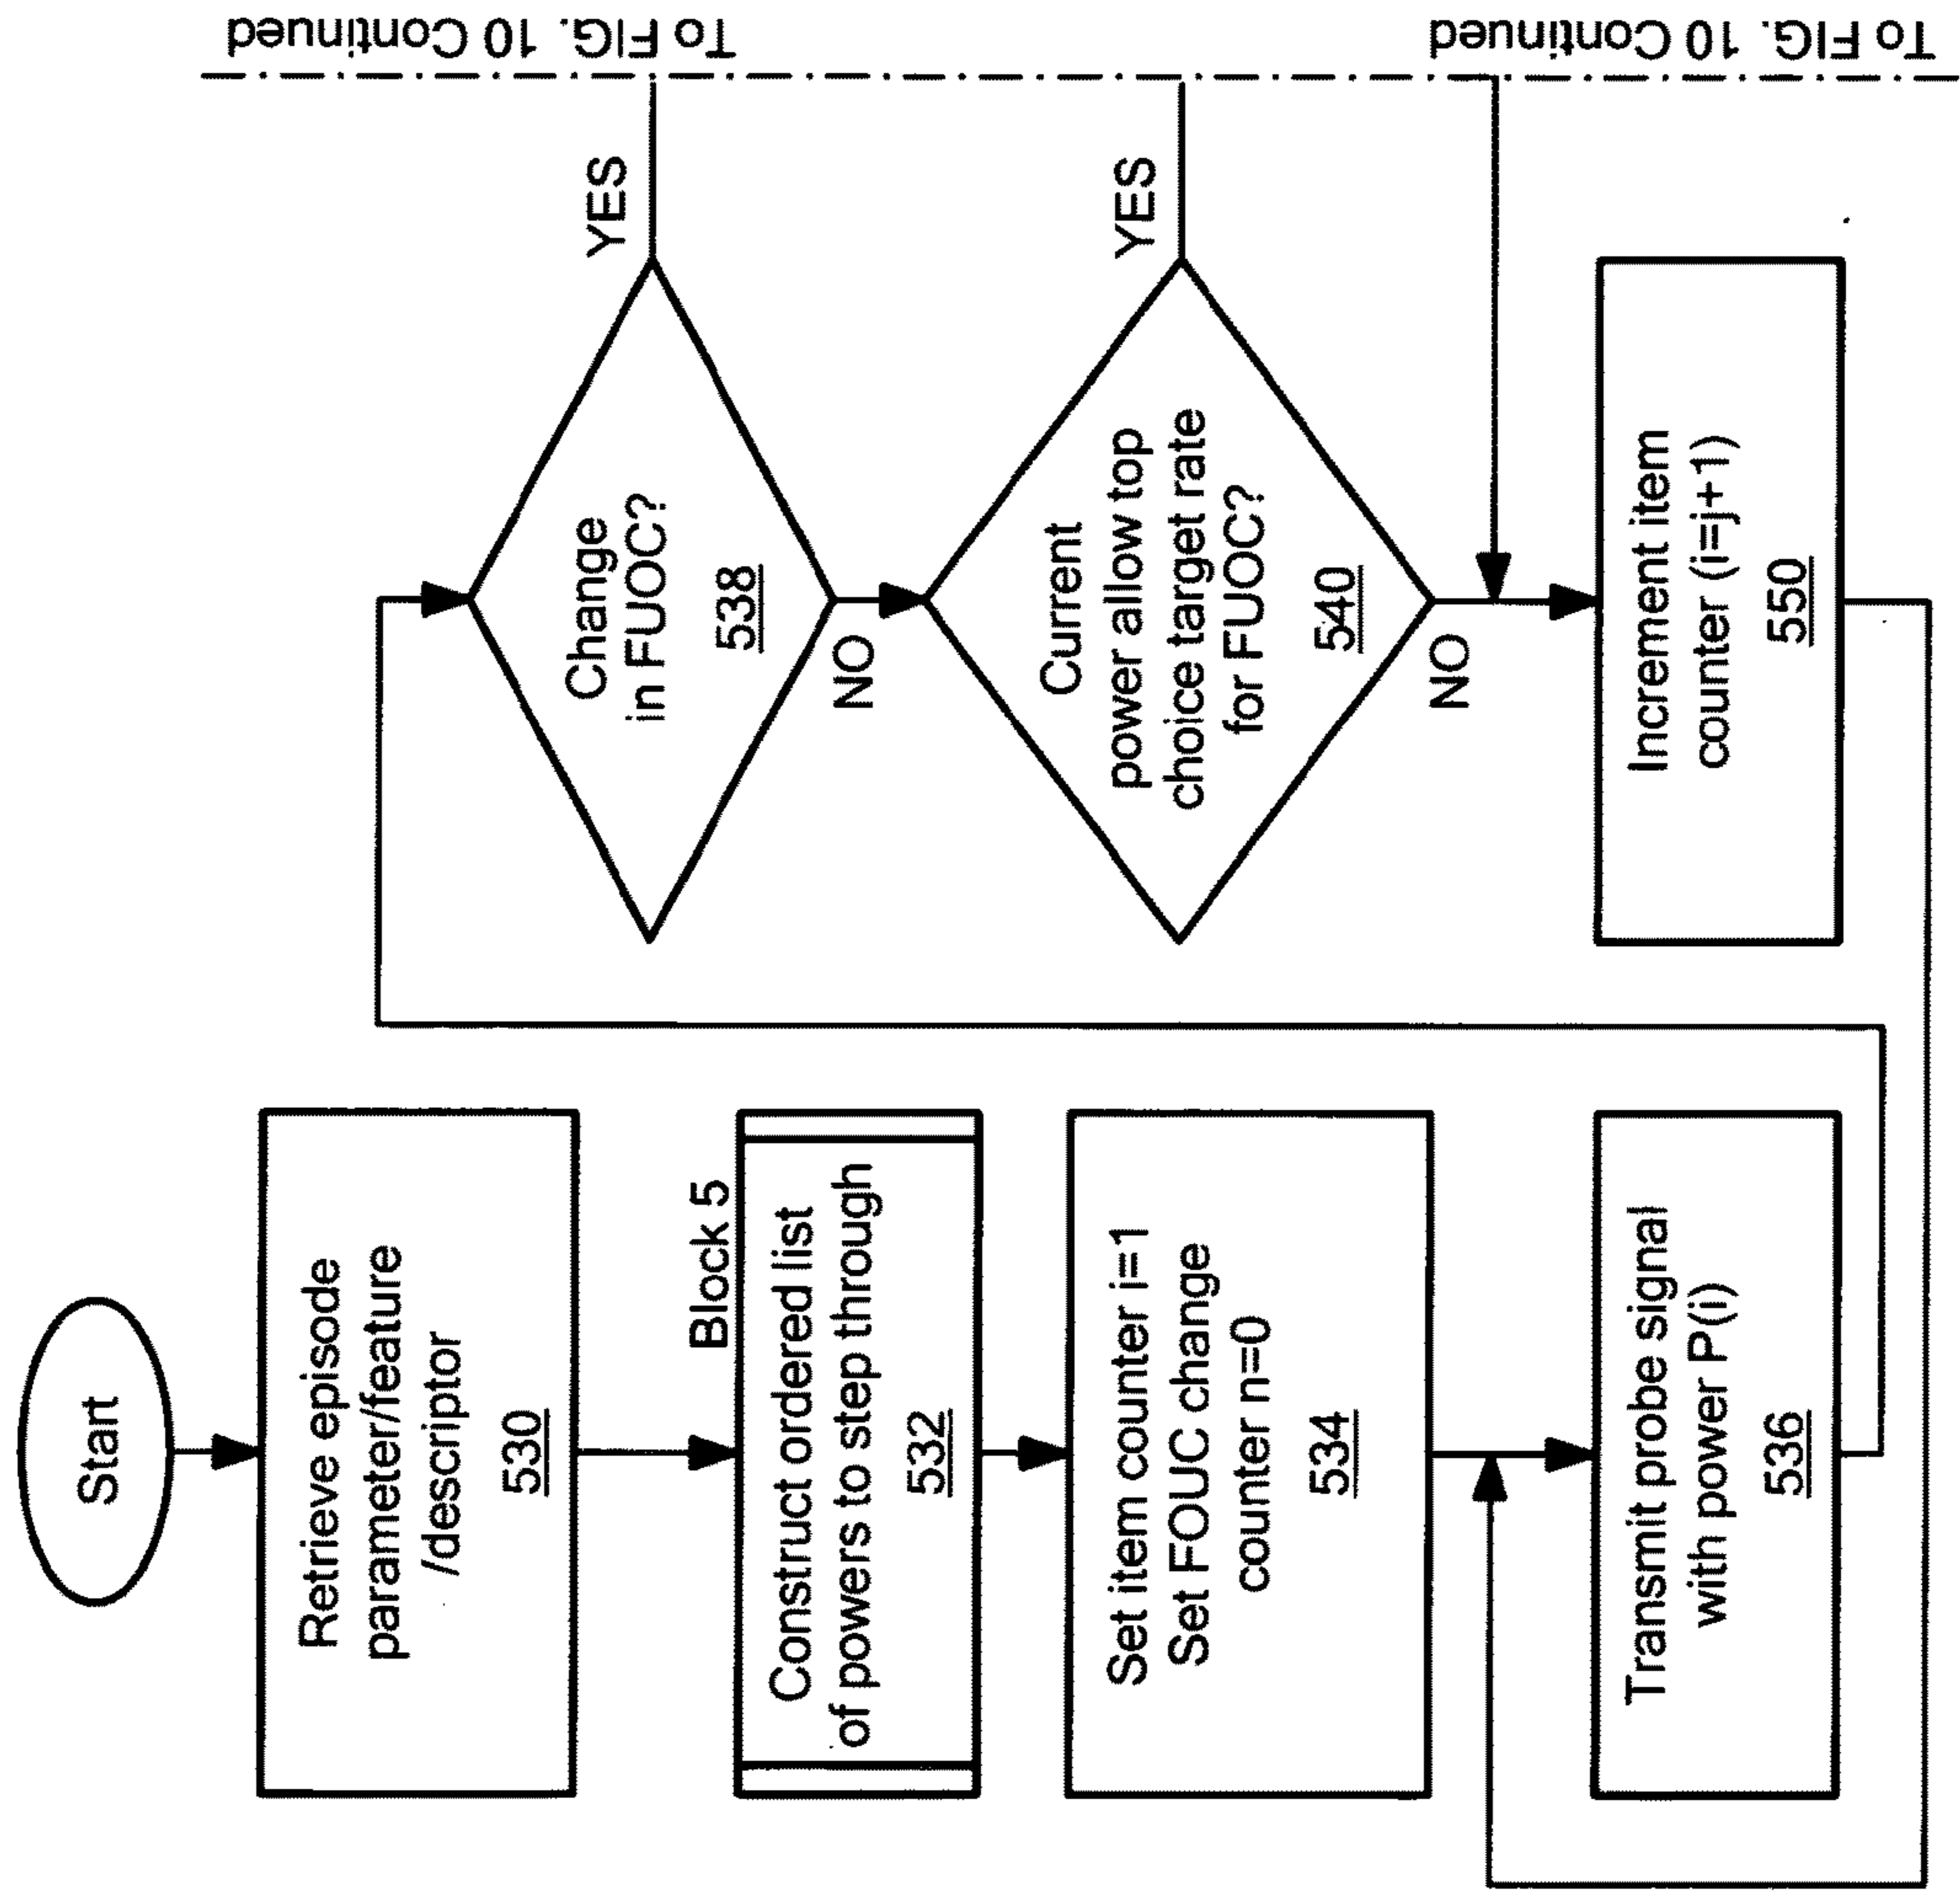 Start
Retrieve episode
parameter/feature
/descriptor
530
Block 5
Construct ordered list
of powers to step through
532
Set item counter i=1
Set FOUC change
counter n=0
534
Transmit probe signal
with power P(i)
536
Change
in FUOC?
538
YES
NO
Current
power allow top
choice target rate
for FUOC?
540
YES
NO
Increment item
counter (i=j+1)
550
To FIG. 10 Continued
To FIG. 10 Continued